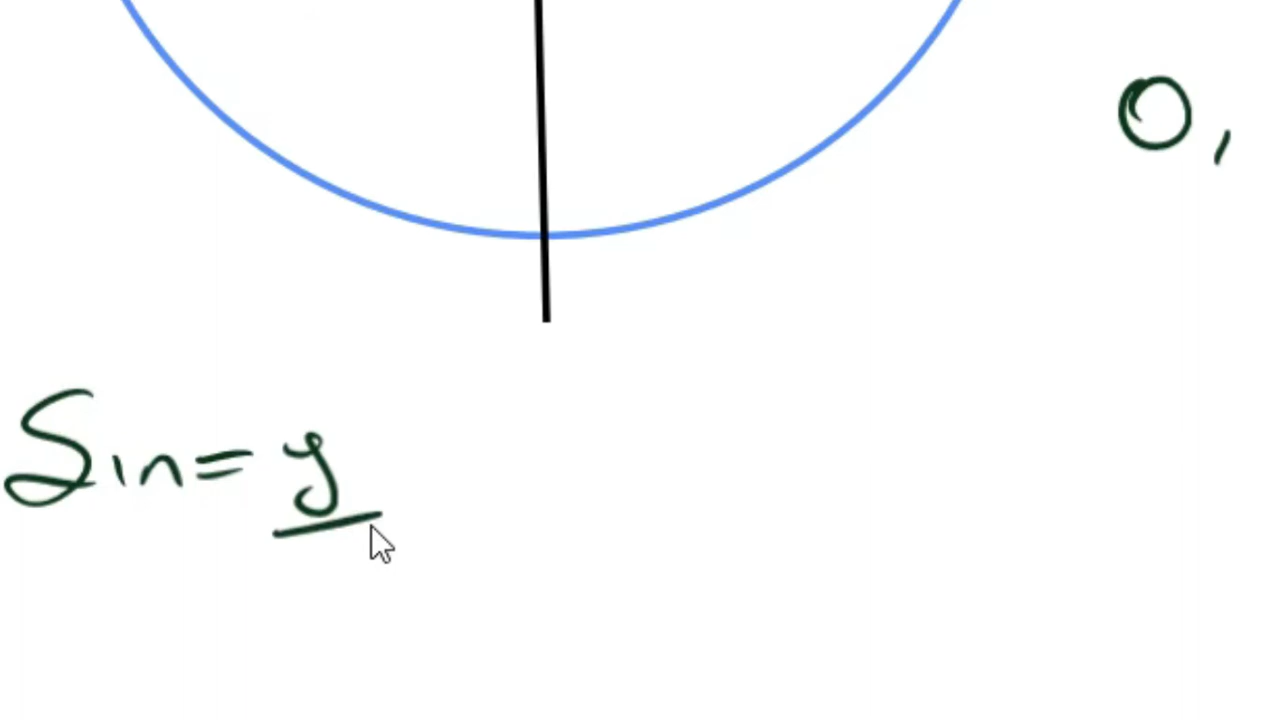 0,
Sin = y